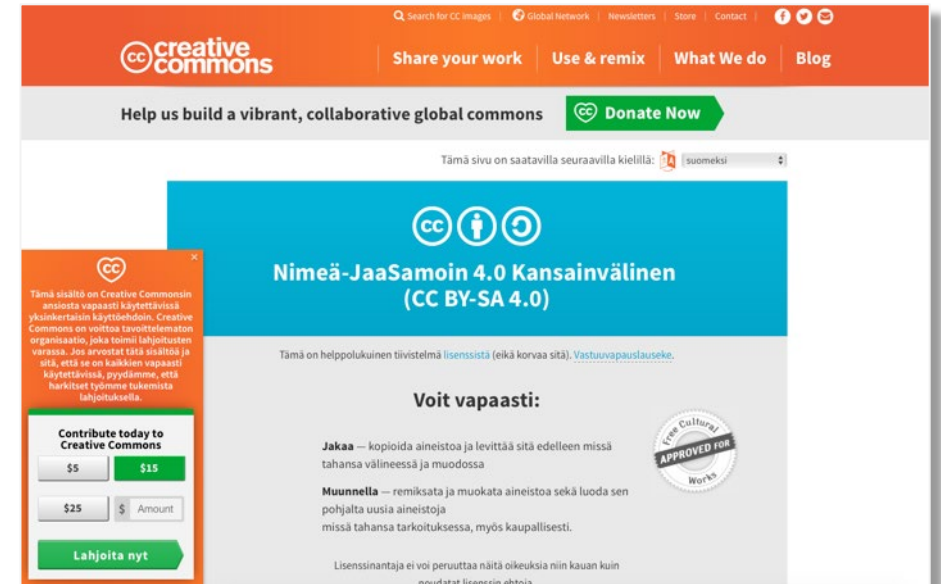 Search for CC images | Global Network | Newsletters | Store | Contact |
cc creative commons
Share your work | Use & remix | What We do | Blog
Help us build a vibrant, collaborative global commons
cc Donate Now
Tämä sivu on saatavilla seuraavilla kielillä: suomeksi
cc
Nimeä-JaaSamoin 4.0 Kansainvälinen
(CC BY-SA 4.0)
Tämä on helppolukuinen tiivistelmä lisenssistä (eikä korvaa sitä). Vastuuvapauslauseke.
Voit vapaasti:
Jakaa — kopioida aineistoa ja levittää sitä edelleen missä
tahansa välineessä ja muodossa
Muunnella — remiksata ja muokata aineistoa sekä luoda sen
pohjalta uusia aineistoja
missä tahansa tarkoituksessa, myös kaupallisesti.
Lisenssinantaja ei voi peruuttaa näitä oikeuksia niin kauan kuin
noudatat lisenssin ehtoja
Free Cultural
APPROVED FOR
Works
cc
×
Tämä sisältö on Creative Commonsin
ansiosta vapaasti käytettävissä
yksinkertaisin käyttöehdoin. Creative
Commons on voittoa tavoittelematon
organisaatio, joka toimii lahjoitusten
varassa. Jos arvostat tätä sisältöä ja
sitä, että se on kaikkien vapaasti
käytettävissä, pyydämme, että
harkitset työmme tukemista
lahjoituksella.
Contribute today to
Creative Commons
$5 $15
$25 $ Amount
Lahjoita nyt